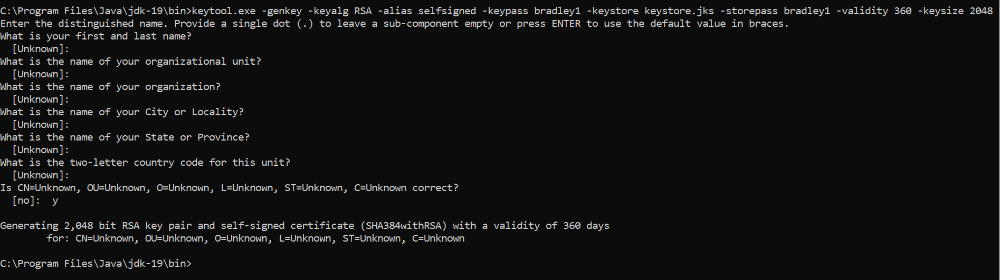 C:\Program Files\Java\jdk-19\bin>keytool.exe -genkey -keyalg RSA -alias selfsigned -keypass bradley1 -keystore keystore.jks -storepass bradley1 -validity 360 -keysize 2048
Enter the distinguished name. Provide a single dot (.) to leave a sub-component empty or press ENTER to use the default value in braces.
What is your first and last name?
  [Unknown]:
What is the name of your organizational unit?
  [Unknown]:
What is the name of your organization?
  [Unknown]:
What is the name of your City or Locality?
  [Unknown]:
What is the name of your State or Province?
  [Unknown]:
What is the two-letter country code for this unit?
  [Unknown]:
Is CN=Unknown, OU=Unknown, O=Unknown, L=Unknown, ST=Unknown, C=Unknown correct?
  [no]:  y
Generating 2,048 bit RSA key pair and self-signed certificate (SHA384withRSA) with a validity of 360 days
        for: CN=Unknown, OU=Unknown, O=Unknown, L=Unknown, ST=Unknown, C=Unknown
C:\Program Files\Java\jdk-19\bin>